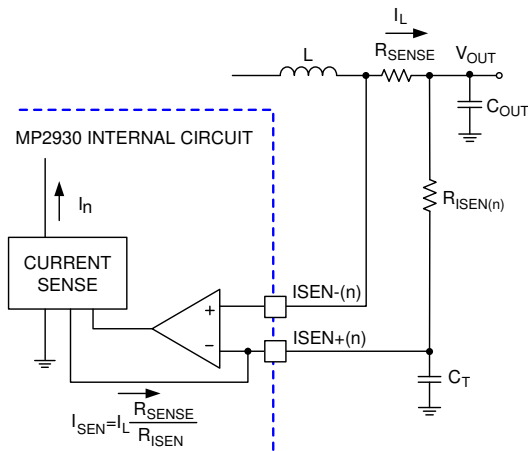 I_L
L
R_SENSE
V_OUT
C_OUT
MP2930 INTERNAL CIRCUIT
I_n
R_ISEN(n)
CURRENT
SENSE
ISEN-(n)
+
−
ISEN+(n)
C_T
I_SEN=I_L R_SENSE/R_ISEN